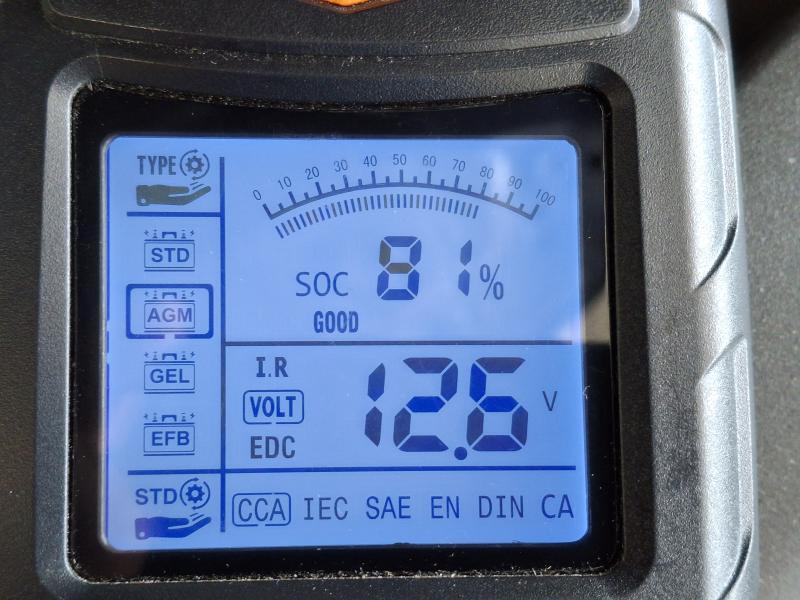 TYPE
0 10 20 30 40 50 60 70 80 90 100
STD
SOC 81%
AGM
GOOD
GEL
I.R
VOLT
12.6 V
EFB
EDC
STD
CCA IEC SAE EN DIN CA